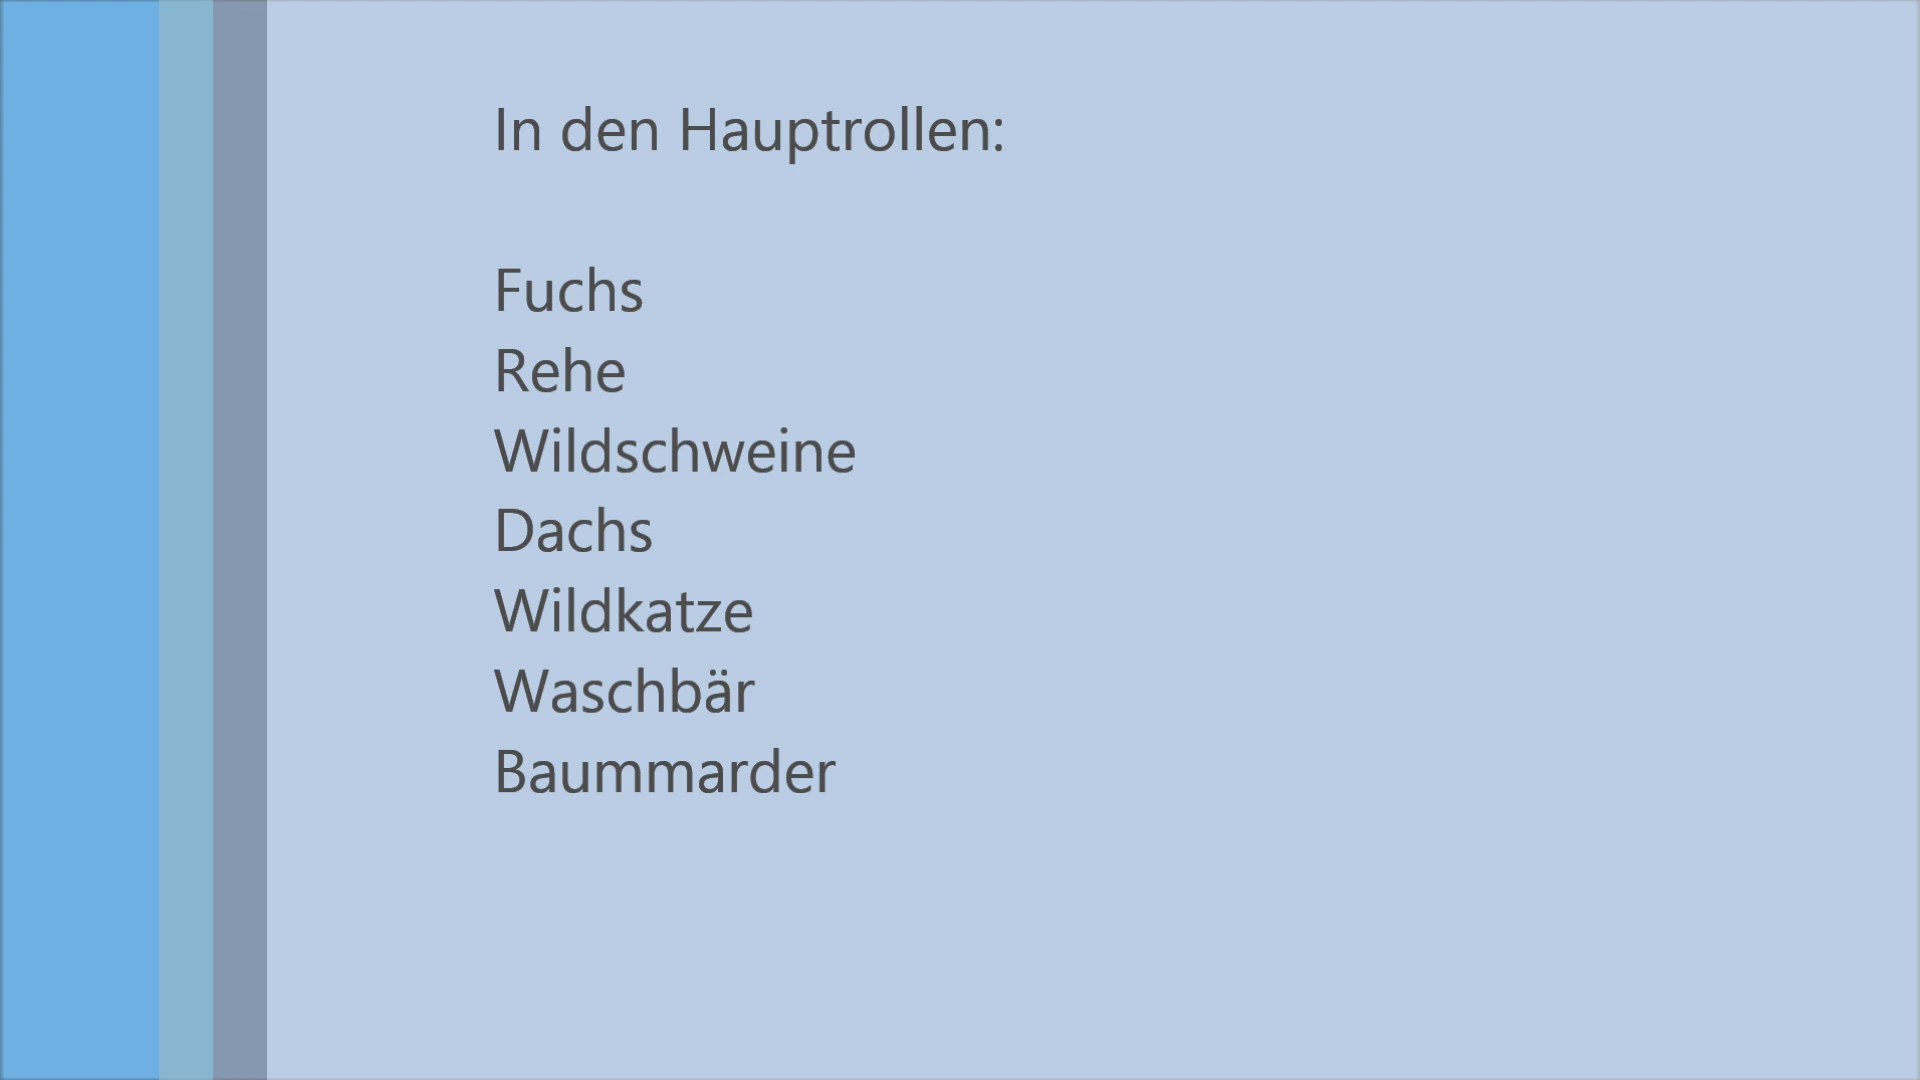 In den Hauptrollen:
Fuchs
Rehe
Wildschweine
Dachs
Wildkatze
Waschbär
Baummarder